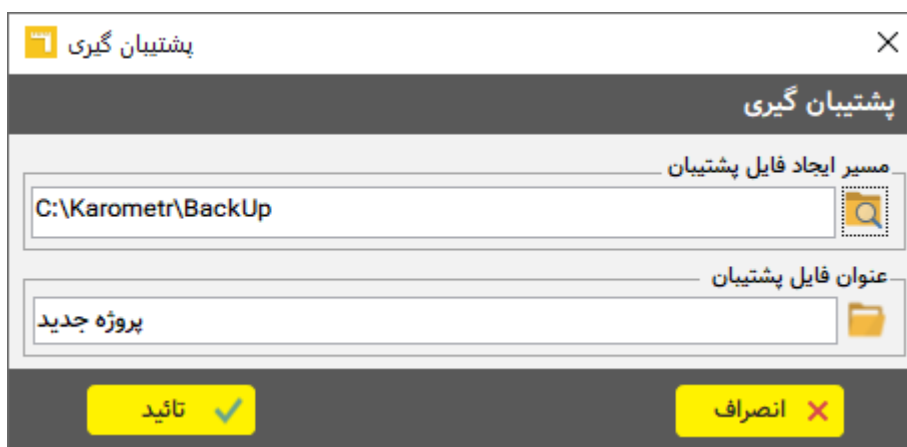 پشتیبان گیری
پشتیبان گیری
مسیر ایجاد فایل پشتیبان
C:\Karometr\BackUp
عنوان فایل پشتیبان
پروژه جدید
انصراف
تائید